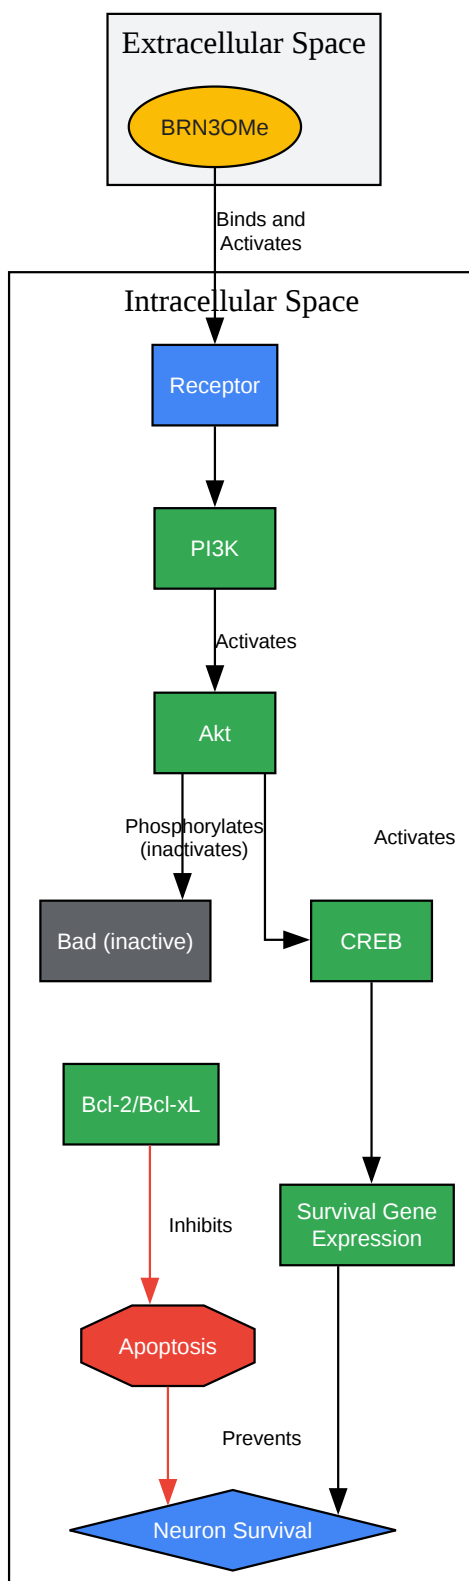 Extracellular Space
BRN3OMe
Binds and
Activates
Intracellular Space
Receptor
PI3K
Activates
Akt
Phosphorylates
(inactivates)
Activates
Bad (inactive)
CREB
Bcl-2/Bcl-xL
Survival Gene
Expression
Inhibits
Apoptosis
Prevents
Neuron Survival